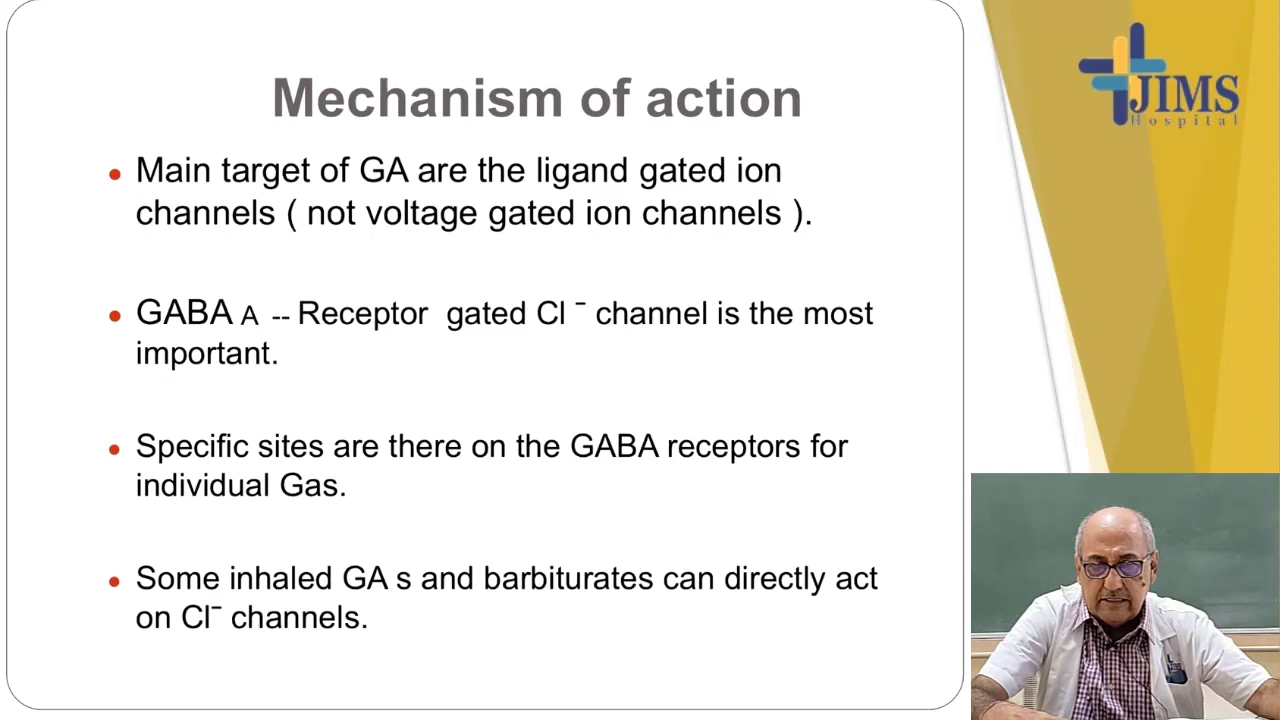 Mechanism of action
JIMS
Hospital
• Main target of GA are the ligand gated ion
channels ( not voltage gated ion channels ).
• GABA A -- Receptor gated Cl ⁻ channel is the most
important.
• Specific sites are there on the GABA receptors for
individual Gas.
• Some inhaled GA s and barbiturates can directly act
on Cl⁻ channels.